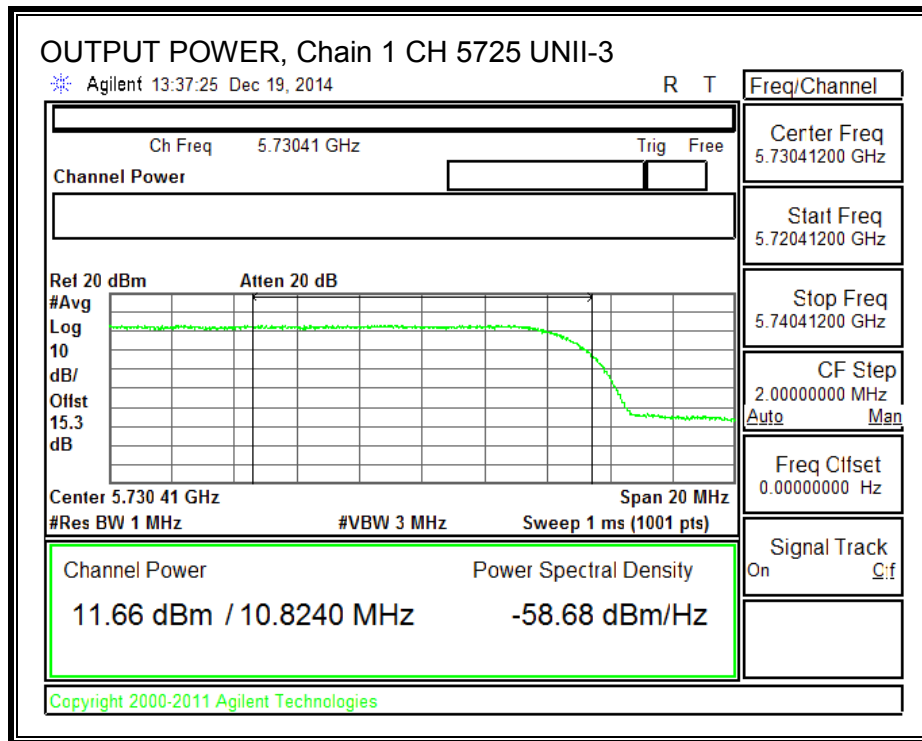 OUTPUT POWER, Chain 1 CH 5725 UNII-3
Agilent 13:37:25 Dec 19, 2014 R T
Freq/Channel
Ch Freq 5.73041 GHz Trig Free
Channel Power
Center Freq
5.73041200 GHz
Start Freq
5.72041200 GHz
Stop Freq
5.74041200 GHz
CF Step
2.00000000 MHz
Auto Man
Freq Offset
0.00000000 Hz
Signal Track
On Off
Ref 20 dBm Atten 20 dB
#Avg
Log
10
dB/
Offst
15.3
dB
Center 5.730 41 GHz Span 20 MHz
#Res BW 1 MHz #VBW 3 MHz Sweep 1 ms (1001 pts)
Channel Power Power Spectral Density
11.66 dBm / 10.8240 MHz -58.68 dBm/Hz
Copyright 2000-2011 Agilent Technologies